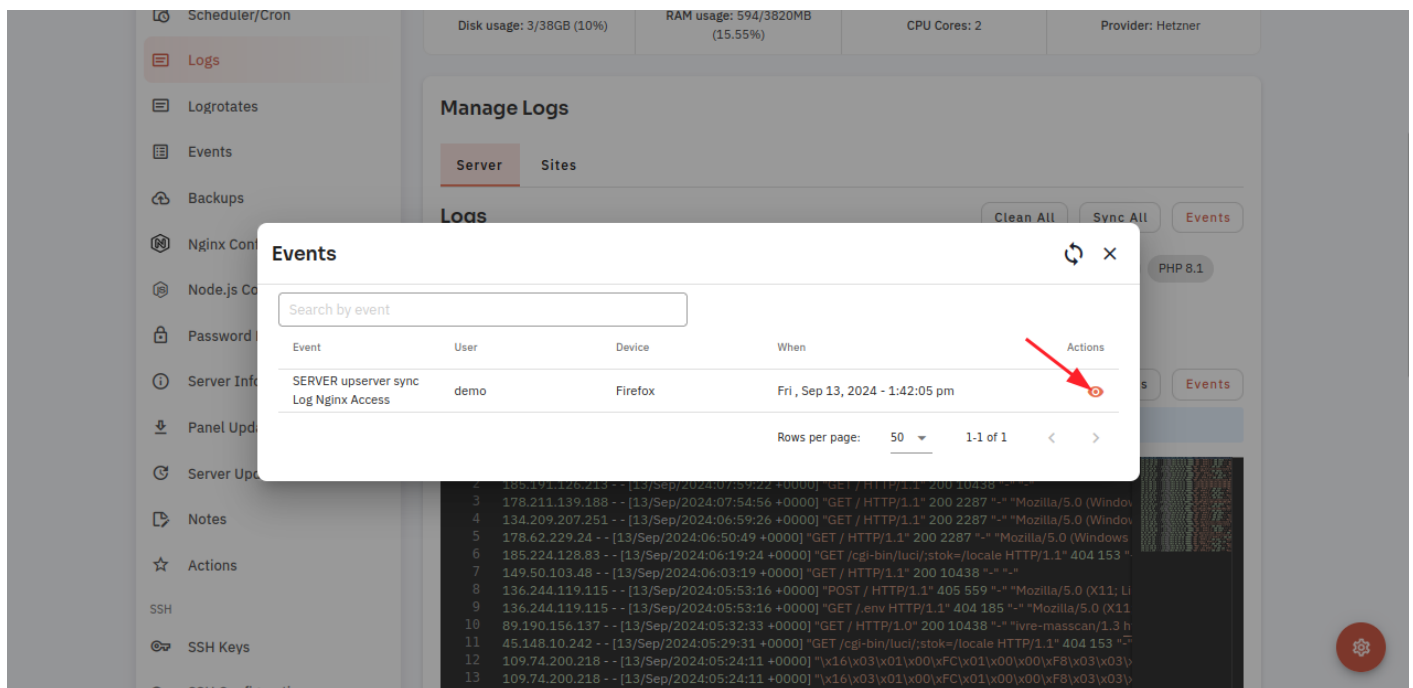 Scheduler/Cron
Logs
Logrotates
Events
Backups
Nginx Conf
Node.js Co
Password
Server Info
Panel Upda
Server Upd
Notes
Actions
SSH
SSH Keys
Disk usage: 3/38GB (10%)
RAM usage: 594/3820MB
(15.55%)
CPU Cores: 2
Provider: Hetzner
Manage Logs
Server Sites
Logs
Clean All Sync All Events
PHP 8.1
s Events
Events
Search by event
Event User Device When Actions
SERVER upserver sync
Log Nginx Access
demo Firefox Fri , Sep 13, 2024 - 1:42:05 pm
Rows per page: 50 1-1 of 1
2 185.191.126.213 - - [13/Sep/2024:07:59:22 +0000] "GET / HTTP/1.1" 200 10438 "-" "-"
3 178.211.139.188 - - [13/Sep/2024:07:54:56 +0000] "GET / HTTP/1.1" 200 2287 "-" "Mozilla/5.0 (Window
4 134.209.207.251 - - [13/Sep/2024:06:59:26 +0000] "GET / HTTP/1.1" 200 2287 "-" "Mozilla/5.0 (Window
5 178.62.229.24 - - [13/Sep/2024:06:50:49 +0000] "GET / HTTP/1.1" 200 2287 "-" "Mozilla/5.0 (Windows
6 185.224.128.83 - - [13/Sep/2024:06:19:24 +0000] "GET /cgi-bin/luci/;stok=/locale HTTP/1.1" 404 153 "-
7 149.50.103.48 - - [13/Sep/2024:06:03:19 +0000] "GET / HTTP/1.1" 200 10438 "-" "-"
8 136.244.119.115 - - [13/Sep/2024:05:53:16 +0000] "POST / HTTP/1.1" 405 559 "-" "Mozilla/5.0 (X11; Li
9 136.244.119.115 - - [13/Sep/2024:05:53:16 +0000] "GET /.env HTTP/1.1" 404 185 "-" "Mozilla/5.0 (X11
10 89.190.156.137 - - [13/Sep/2024:05:32:33 +0000] "GET / HTTP/1.0" 200 10438 "-" "ivre-masscan/1.3 h
11 45.148.10.242 - - [13/Sep/2024:05:29:31 +0000] "GET /cgi-bin/luci/;stok=/locale HTTP/1.1" 404 153 "-"
12 109.74.200.218 - - [13/Sep/2024:05:24:11 +0000] "\x16\x03\x01\x00\xFC\x01\x00\x00\xF8\x03\x03\x
13 109.74.200.218 - - [13/Sep/2024:05:24:11 +0000] "\x16\x03\x01\x00\xFC\x01\x00\x00\xF8\x03\x03\x